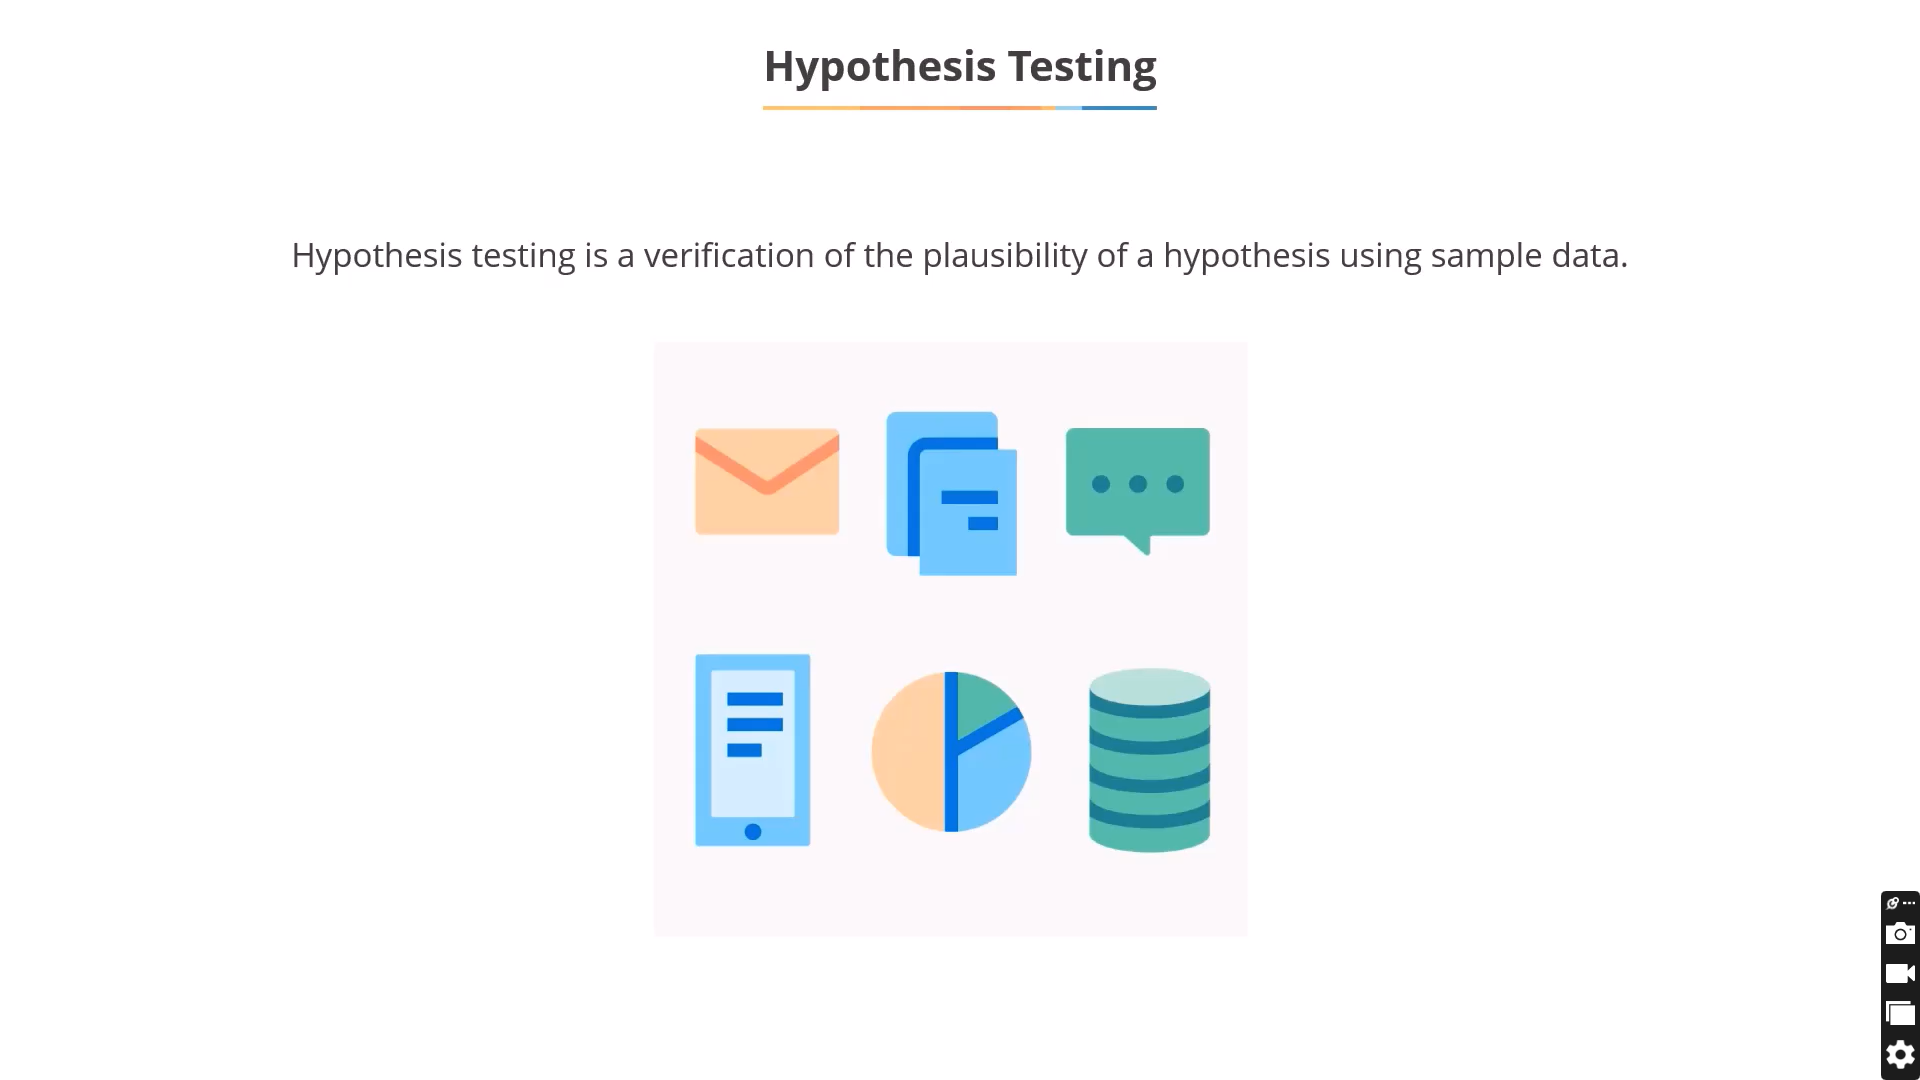 Hypothesis Testing
Hypothesis testing is a verification of the plausibility of a hypothesis using sample data.